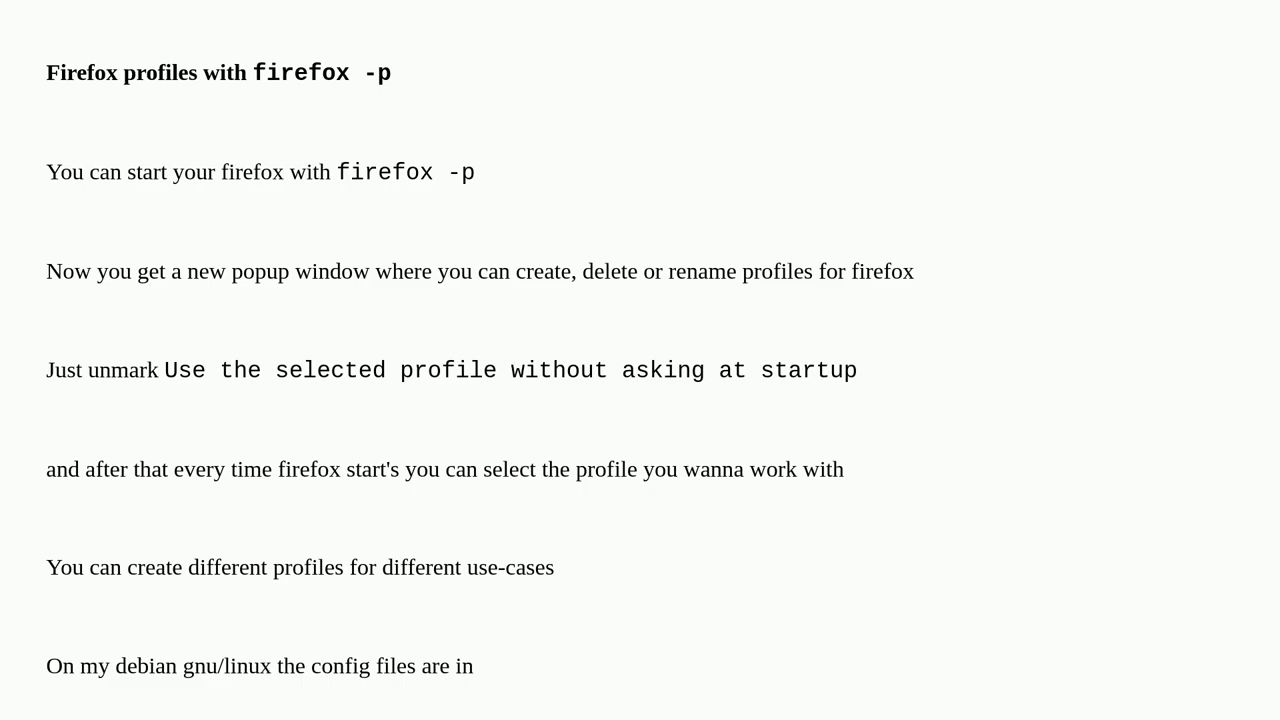 Firefox profiles with firefox -p
You can start your firefox with firefox -p
Now you get a new popup window where you can create, delete or rename profiles for firefox
Just unmark Use the selected profile without asking at startup
and after that every time firefox start's you can select the profile you wanna work with
You can create different profiles for different use-cases
On my debian gnu/linux the config files are in